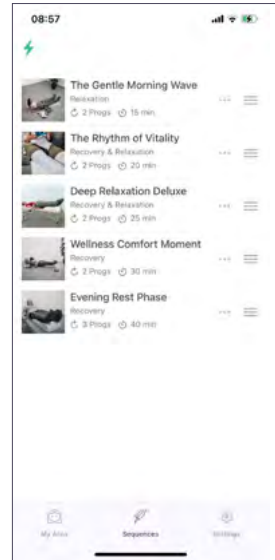 08:57
The Gentle Morning Wave
Relaxation
2 Progs 15 min
The Rhythm of Vitality
Recovery & Relaxation
2 Progs 20 min
Deep Relaxation Deluxe
Recovery & Relaxation
2 Progs 25 min
Wellness Comfort Moment
Recovery
2 Progs 30 min
Evening Rest Phase
Recovery
3 Progs 40 min
Sequences
Settings